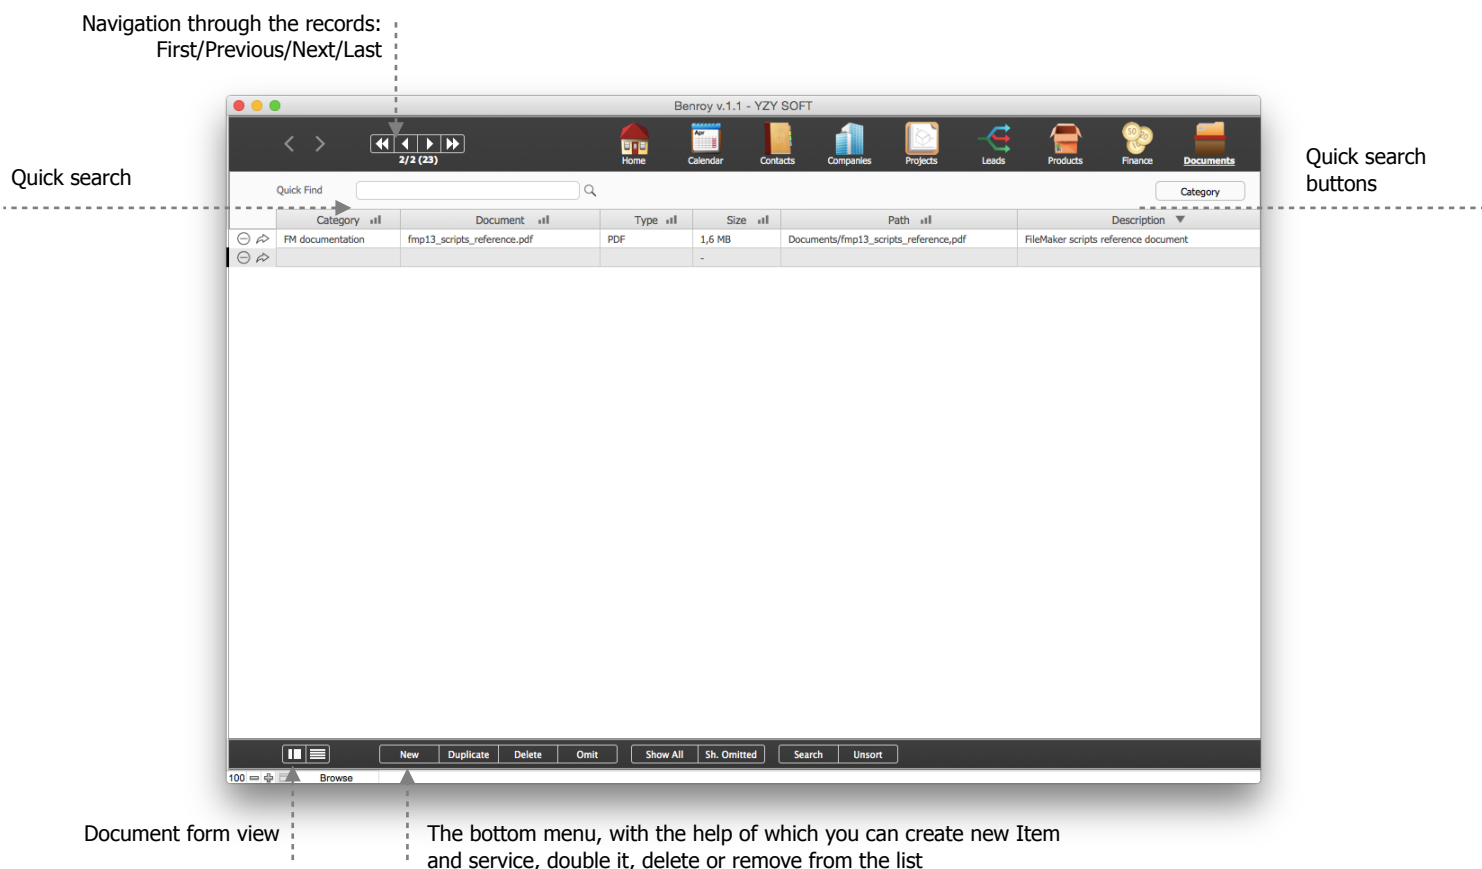 Navigation through the records:
First/Previous/Next/Last
Benroy v.1.1 - YZY SOFT
2/2 (23)
Home
Apr
Calendar
Contacts
Companies
Projects
Leads
Products
50
Finance
Documents
Quick search
Quick search
buttons
Quick Find
Category
Category Document Type Size Path Description
FM documentation fmp13_scripts_reference.pdf PDF 1,6 MB Documents/fmp13_scripts_reference,pdf FileMaker scripts reference document
-
New Duplicate Delete Omit Show All Sh. Omitted Search Unsort
100 Browse
Document form view
The bottom menu, with the help of which you can create new Item
and service, double it, delete or remove from the list